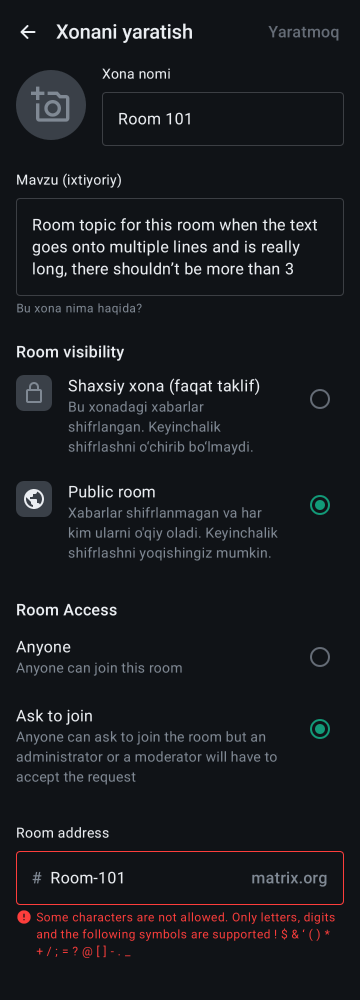 Xonani yaratish
Yaratmoq
Xona nomi
Room 101
Mavzu (ixtiyoriy)
Room topic for this room when the text
goes onto multiple lines and is really
long, there shouldn’t be more than 3
Bu xona nima haqida?
Room visibility
Shaxsiy xona (faqat taklif)
Bu xonadagi xabarlar
shifrlangan. Keyinchalik
shifrlashni o‘chirib bo‘lmaydi.
Public room
Xabarlar shifrlanmagan va har
kim ularni o'qiy oladi. Keyinchalik
shifrlashni yoqishingiz mumkin.
Room Access
Anyone
Anyone can join this room
Ask to join
Anyone can ask to join the room but an
administrator or a moderator will have to
accept the request
Room address
# Room-101
matrix.org
Some characters are not allowed. Only letters, digits
and the following symbols are supported ! $ & ‘ ( ) *
+ / ; = ? @ [ ] - . _